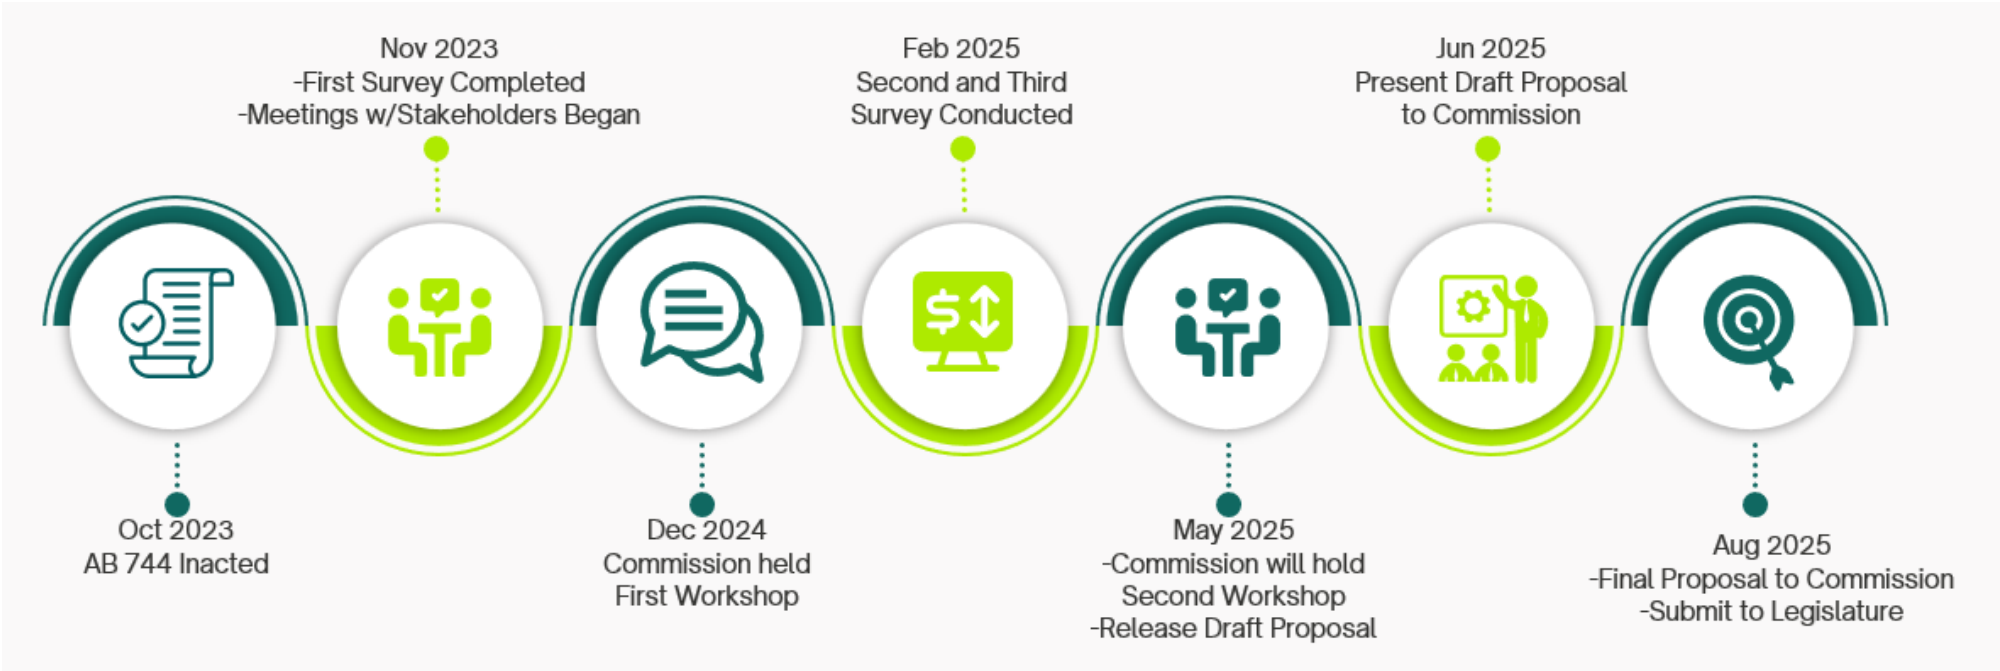 Oct 2023
AB 744 Inacted
Nov 2023
-First Survey Completed
-Meetings w/Stakeholders Began
Dec 2024
Commission held
First Workshop
Feb 2025
Second and Third
Survey Conducted
May 2025
-Commission will hold
Second Workshop
-Release Draft Proposal
Jun 2025
Present Draft Proposal
to Commission
Aug 2025
-Final Proposal to Commission
-Submit to Legislature
$